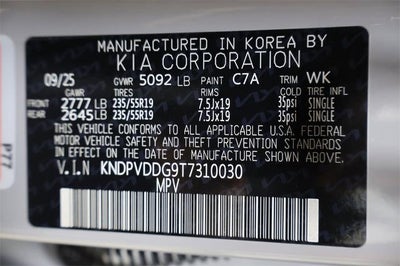 MANUFACTURED IN KOREA BY
KIA CORPORATION
09/25 GVWR 5092 LB PAINT C7A TRIM WK
GAWR TIRES RIMS COLD TIRE INFL
FRONT 2777 LB 235/55R19 7.5Jx19 35psi SINGLE
REAR 2645 LB 235/55R19 7.5Jx19 35psi SINGLE
THIS VEHICLE CONFORMS TO ALL APPLICABLE U.S.A FEDERAL
MOTOR VEHICLE SAFETY AND THEFT PREVENTION STANDARDS
IN EFFECT ON THE DATE OF MANUFACTURE SHOWN ABOVE.
V.I.N KNDPVDDG9T7310030
MPV
P77